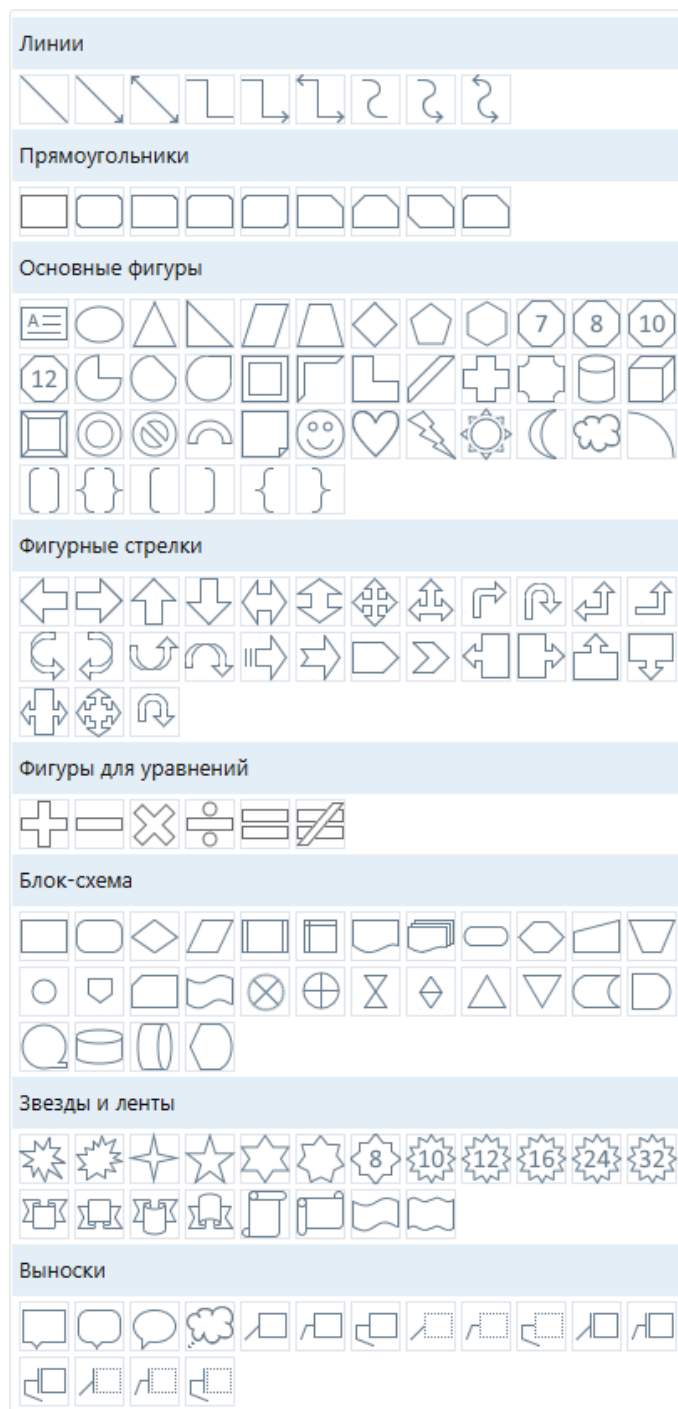 Линии
Прямоугольники
Основные фигуры
A
7
8
10
12
Фигурные стрелки
Фигуры для уравнений
Блок-схема
Звезды и ленты
8
10
12
16
24
32
Выноски